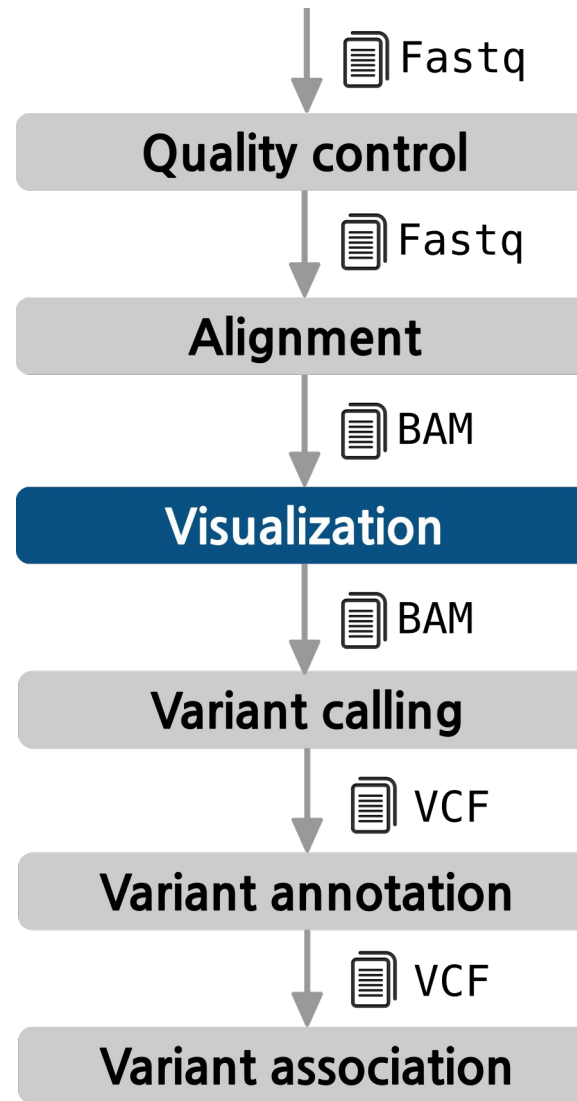 Fastq
Quality control
Fastq
Alignment
BAM
Visualization
BAM
Variant calling
VCF
Variant annotation
VCF
Variant association